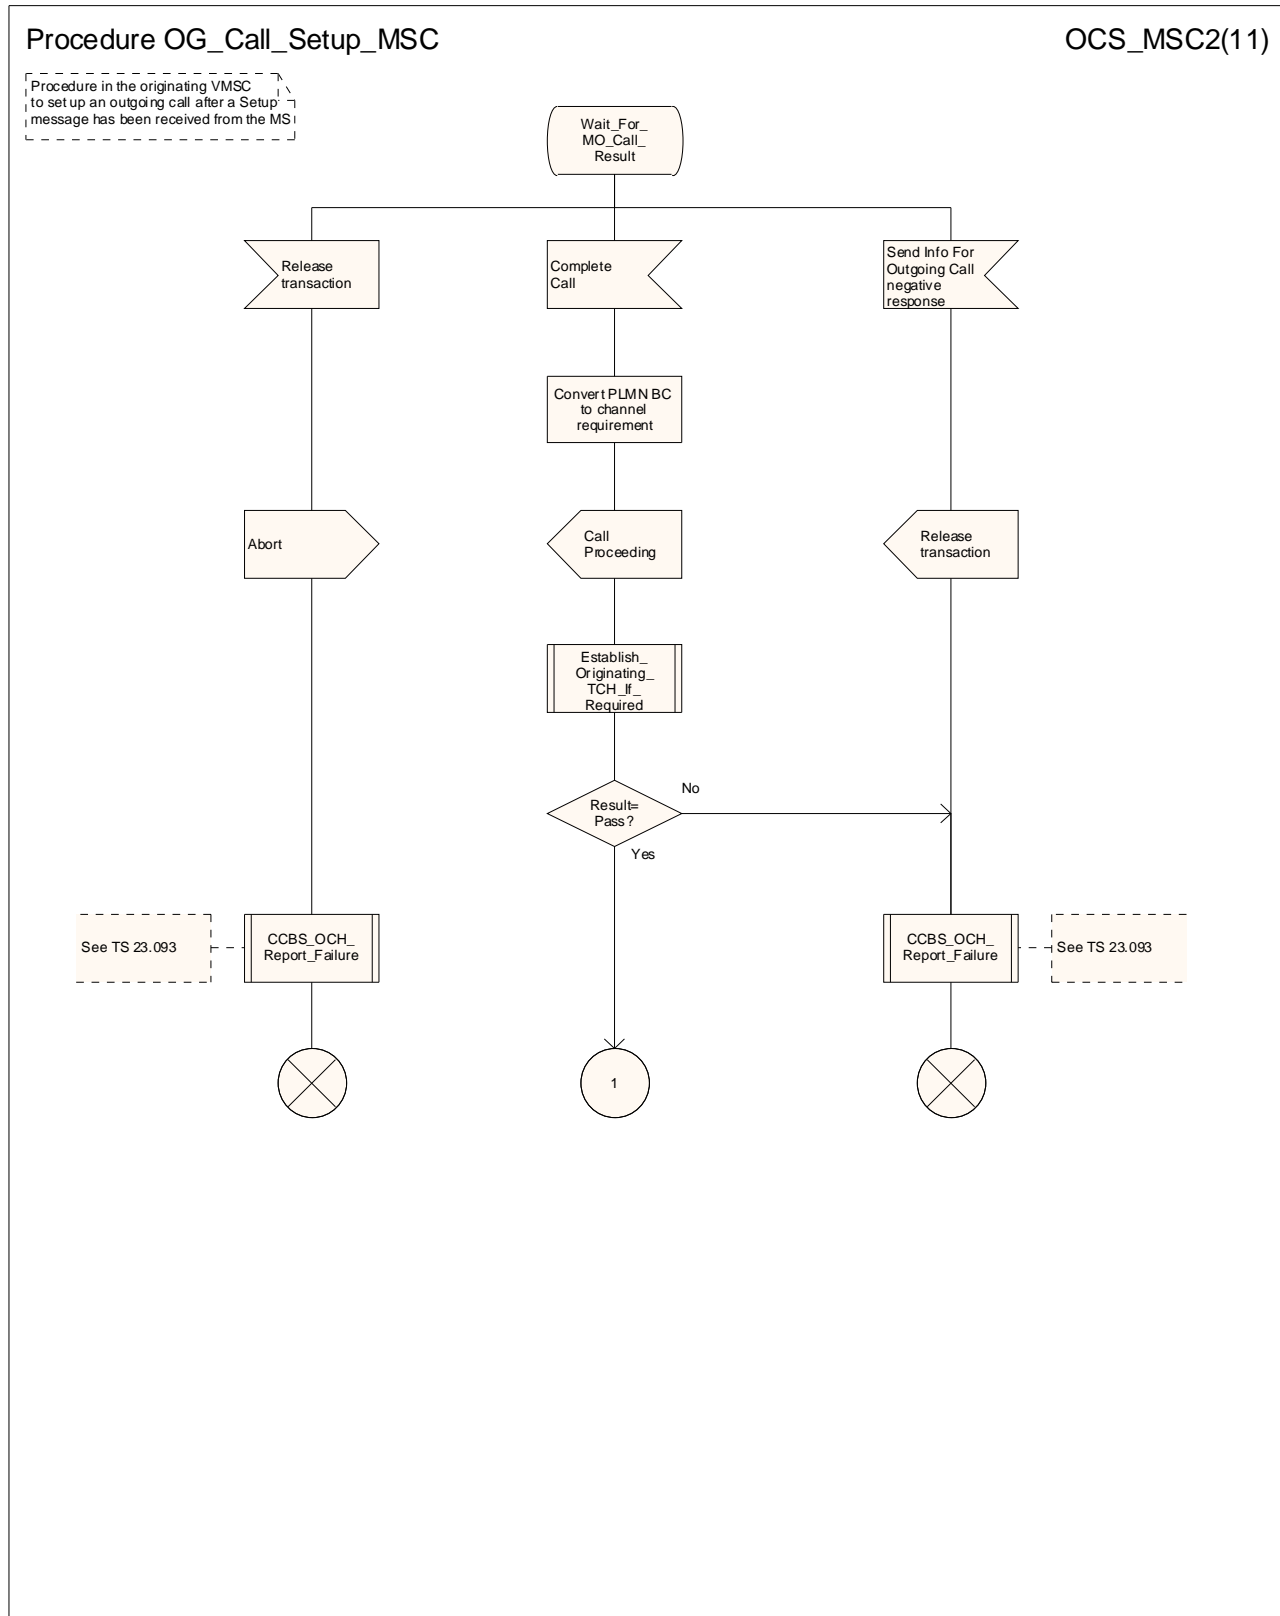 Procedure OG_Call_Setup_MSC
OCS_MSC2(11)
Procedure in the originating VMSC
to set up an outgoing call after a Setup
message has been received from the MS
Wait_For_
MO_Call_
Result
Release
transaction
Complete
Call
Send Info For
Outgoing Call
negative
response
Convert PLMN BC
to channel
requirement
Abort
Call
Proceeding
Release
transaction
Establish_
Originating_
TCH_If_
Required
Result=
Pass?
No
Yes
See TS 23.093
CCBS_OCH_
Report_Failure
CCBS_OCH_
Report_Failure
See TS 23.093
1